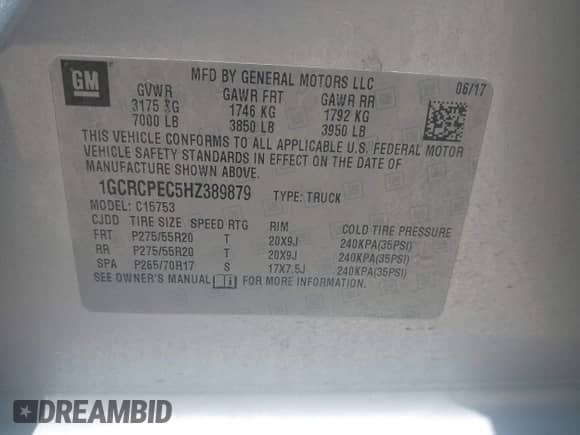 GM
MFD BY GENERAL MOTORS LLC 06/17
GVWR GAWR FRT GAWR RR
3175 KG 1746 KG 1792 KG
7000 LB 3850 LB 3950 LB
THIS VEHICLE CONFORMS TO ALL APPLICABLE U.S. FEDERAL MOTOR
VEHICLE SAFETY STANDARDS IN EFFECT ON THE DATE OF
MANUFACTURE SHOWN ABOVE.
1GCRCPEC5HZ389879 TYPE: TRUCK
MODEL: C15753
CJDD TIRE SIZE SPEED RTG RIM COLD TIRE PRESSURE
FRT P275/55R20 T 20X9J 240KPA(35PSI)
RR P275/55R20 T 20X9J 240KPA(35PSI)
SPA P265/70R17 S 17X7.5J 240KPA(35PSI)
SEE OWNER'S MANUAL i FOR MORE INFORMATION.
DREAMBID